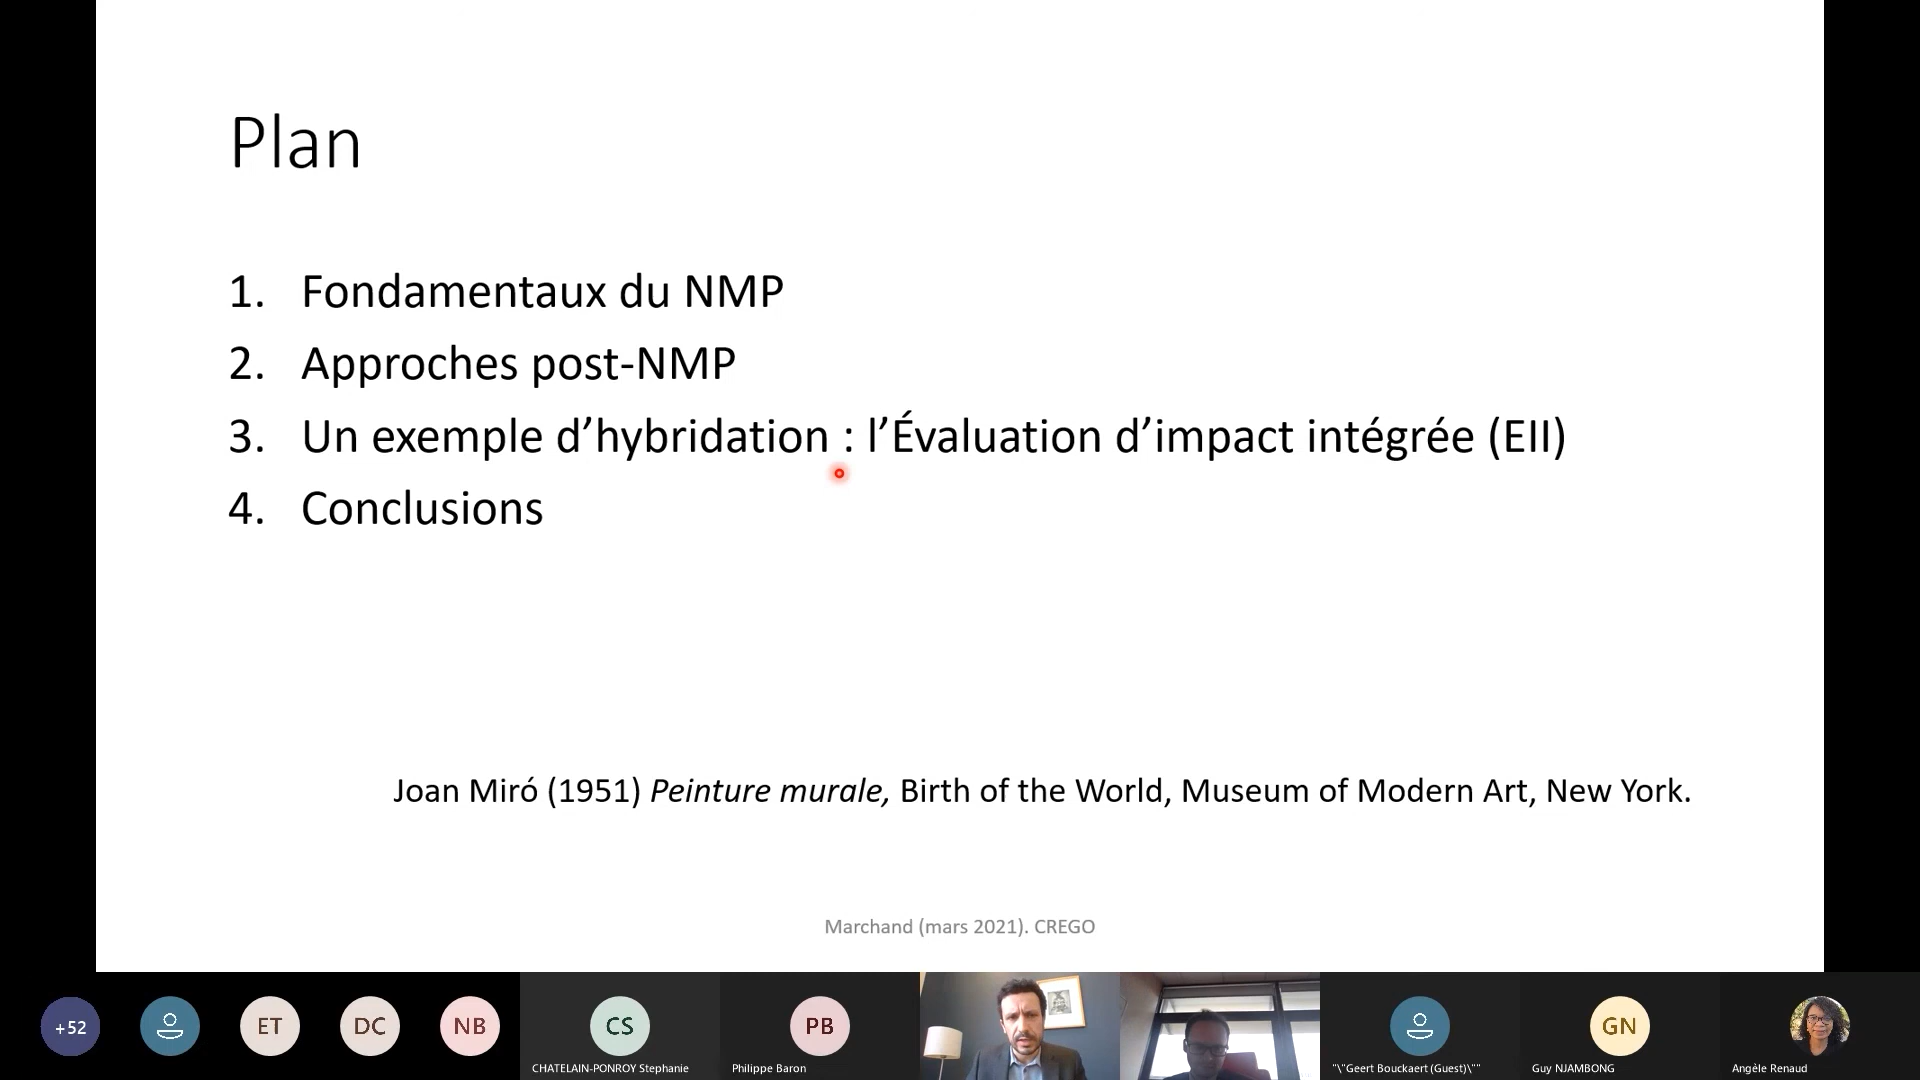 Plan
1. Fondamentaux du NMP
2. Approches post-NMP
3. Un exemple d’hybridation : l’Évaluation d’impact intégrée (EII)
4. Conclusions
Joan Miró (1951) Peinture murale, Birth of the World, Museum of Modern Art, New York.
Marchand (mars 2021). CREGO
+52
ET
DC
NB
CS
PB
GN
CHATELAIN-PONROY Stephanie
Philippe Baron
"\"Geert Bouckaert (Guest)\""
Guy NJAMBONG
Angèle Renaud